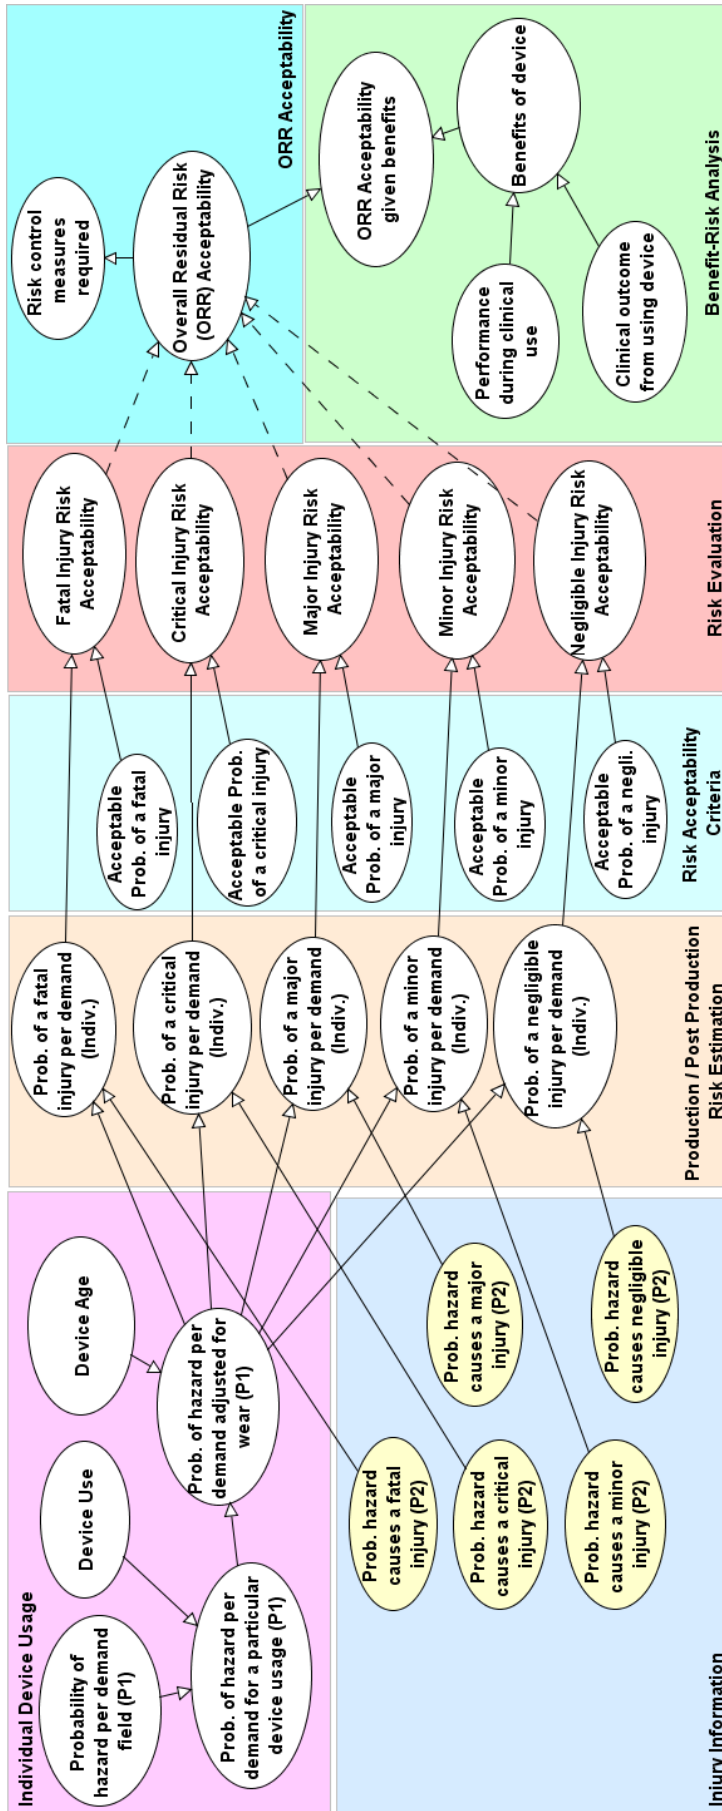 Individual Device Usage
Probability of
hazard per demand
field (P1)
Device Use
Device Age
Prob. of hazard per
demand for a particular
device usage (P1)
Prob. of hazard per
demand adjusted for
wear (P1)
Injury Information
Prob. hazard
causes a fatal
injury (P2)
Prob. hazard
causes a critical
injury (P2)
Prob. hazard
causes a minor
injury (P2)
Prob. hazard
causes a major
injury (P2)
Prob. hazard
causes negligible
injury (P2)
Prob. of a fatal
injury per demand
(Indiv.)
Prob. of a critical
injury per demand
(Indiv.)
Prob. of a major
injury per demand
(Indiv.)
Prob. of a minor
injury per demand
(Indiv.)
Prob. of a negligible
injury per demand
(Indiv.)
Production / Post Production
Risk Estimation
Acceptable
Prob. of a fatal
injury
Acceptable Prob.
of a critical injury
Acceptable
Prob. of a major
injury
Acceptable
Prob. of a minor
injury
Acceptable
Prob. of a negli.
injury
Risk Acceptability
Criteria
Fatal Injury Risk
Acceptability
Critical Injury Risk
Acceptability
Major Injury Risk
Acceptability
Minor Injury Risk
Acceptability
Negligible Injury Risk
Acceptability
Risk Evaluation
Risk control
measures
required
Overall Residual Risk
(ORR) Acceptability
ORR Acceptability
ORR Acceptability
given benefits
Benefits of device
Performance
during clinical
use
Clinical outcome
from using device
Benefit-Risk Analysis